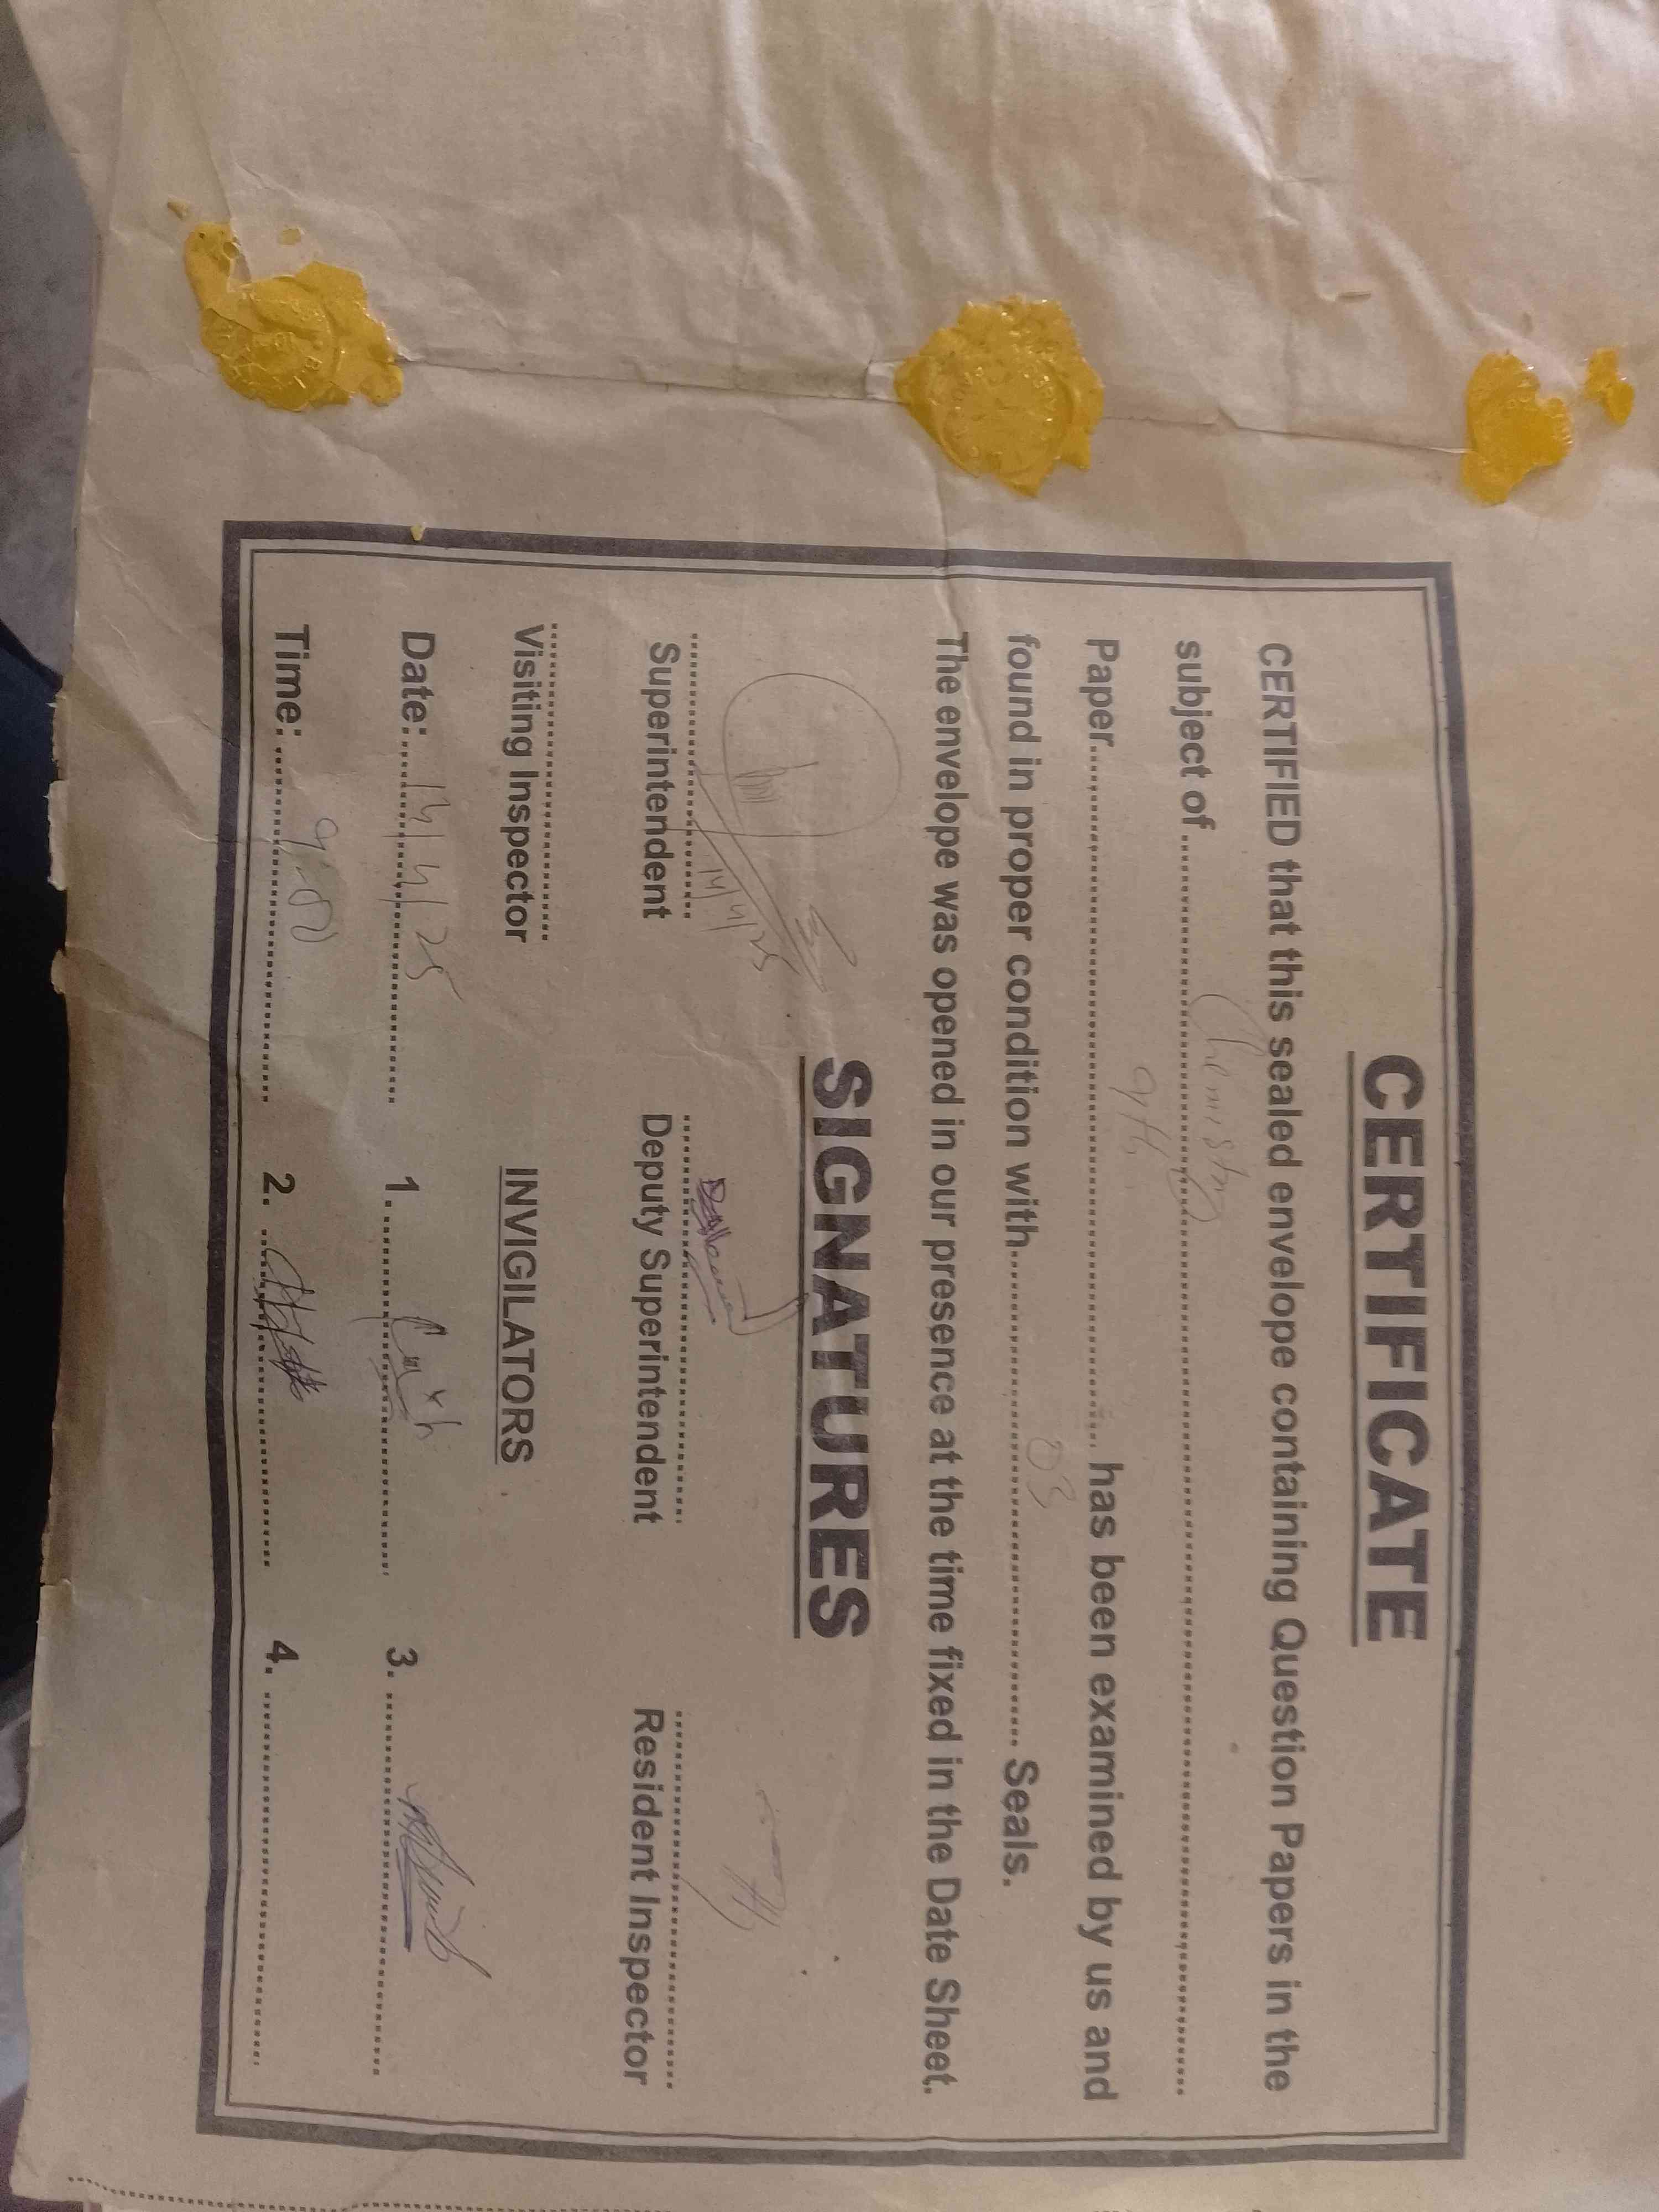 CERTIFICATE
CERTIFIED that this sealed envelope containing Question Papers in the
subject of.......... Chemistry ..........
Paper.......... 9th .......... has been examined by us and
found in proper condition with.......... 03 .......... Seals.
The envelope was opened in our presence at the time fixed in the Date Sheet.
SIGNATURES
14/4/25
Superintendent Deputy Superintendent Resident Inspector
Visiting Inspector INVIGILATORS
Date: 14/4/25 1. 3.
Time: 9:00 2. 4.